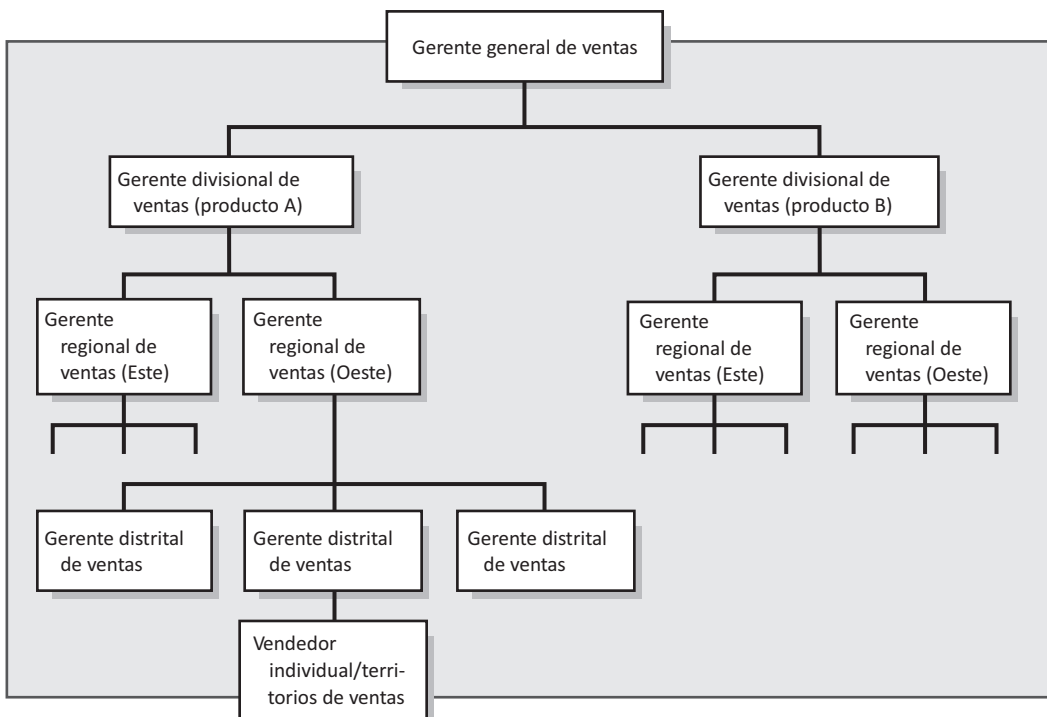 Gerente general de ventas
Gerente divisional de
ventas (producto A)
Gerente divisional de
ventas (producto B)
Gerente
regional de
ventas (Este)
Gerente
regional de
ventas (Oeste)
Gerente
regional de
ventas (Este)
Gerente
regional de
ventas (Oeste)
Gerente distrital
de ventas
Gerente distrital
de ventas
Gerente distrital
de ventas
Vendedor
individual/terri-
torios de ventas